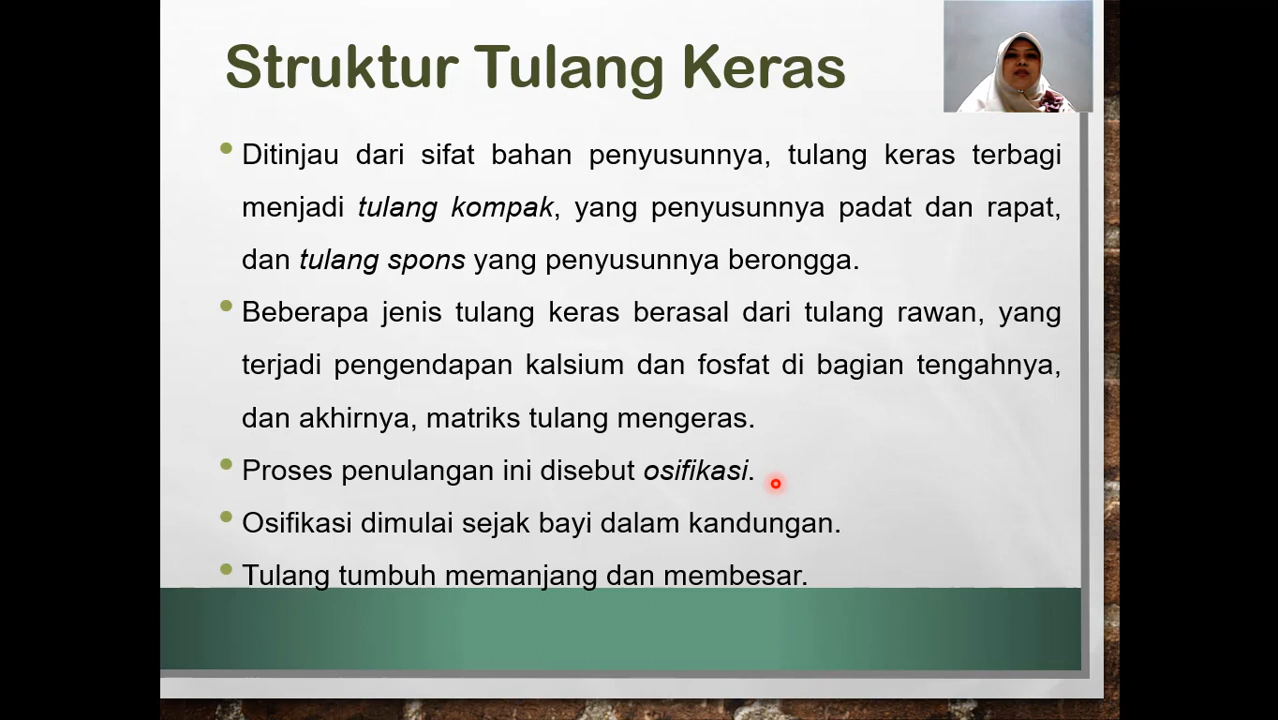 Struktur Tulang Keras
• Ditinjau dari sifat bahan penyusunnya, tulang keras terbagi
menjadi tulang kompak, yang penyusunnya padat dan rapat,
dan tulang spons yang penyusunnya berongga.
• Beberapa jenis tulang keras berasal dari tulang rawan, yang
terjadi pengendapan kalsium dan fosfat di bagian tengahnya,
dan akhirnya, matriks tulang mengeras.
• Proses penulangan ini disebut osifikasi.
• Osifikasi dimulai sejak bayi dalam kandungan.
• Tulang tumbuh memanjang dan membesar.